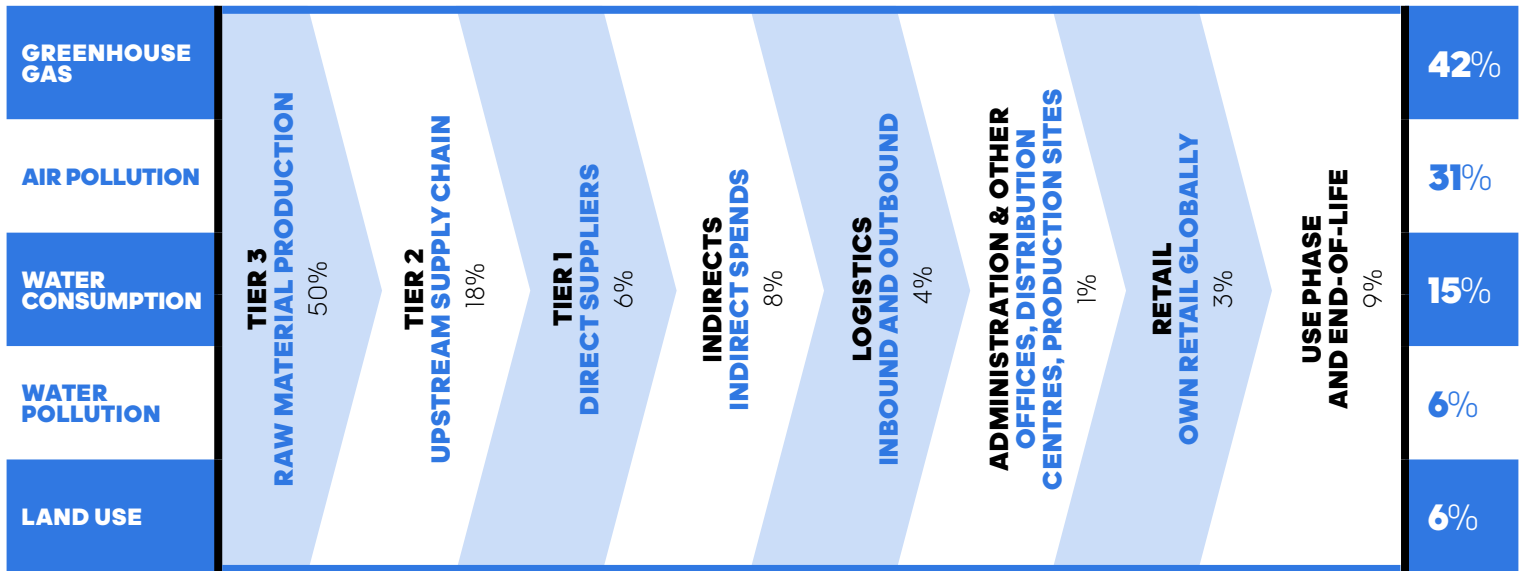 GREENHOUSE
GAS
AIR POLLUTION
WATER
CONSUMPTION
WATER
POLLUTION
LAND USE
TIER 3
RAW MATERIAL PRODUCTION
50%
TIER 2
UPSTREAM SUPPLY CHAIN
18%
TIER 1
DIRECT SUPPLIERS
6%
INDIRECTS
INDIRECT SPENDS
8%
LOGISTICS
INBOUND AND OUTBOUND
4%
ADMINISTRATION & OTHER
OFFICES, DISTRIBUTION
CENTRES, PRODUCTION SITES
1%
RETAIL
OWN RETAIL GLOBALLY
3%
USE PHASE
AND END-OF-LIFE
9%
42%
31%
15%
6%
6%